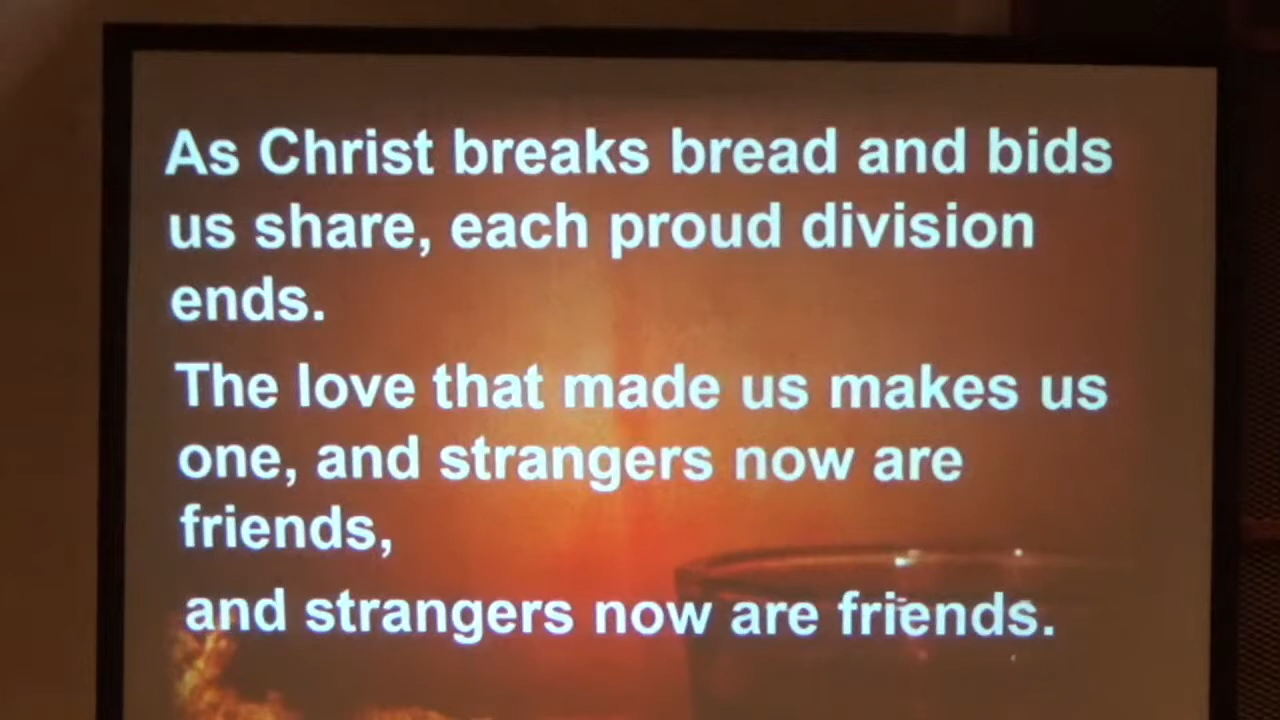 As Christ breaks bread and bids
us share, each proud division
ends.
The love that made us makes us
one, and strangers now are
friends,
and strangers now are friends.